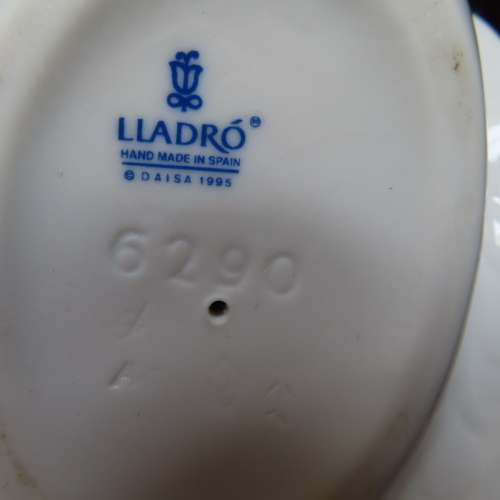 LLADRÓ®
HAND MADE IN SPAIN
© DAISA 1995
6290